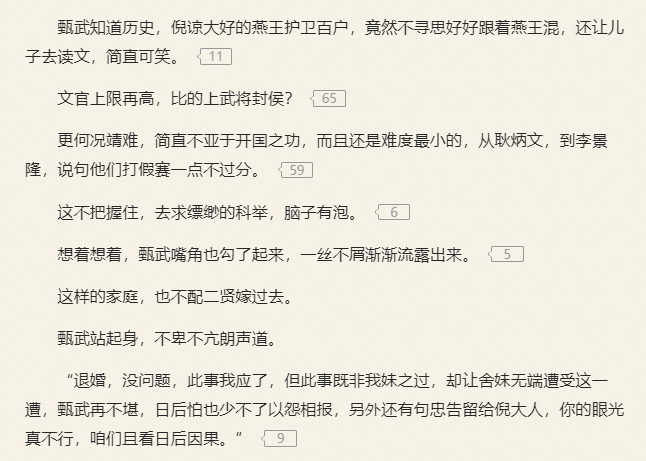 甄武知道历史，倪谅大好的燕王护卫百户，竟然不寻思好好跟着燕王混，还让儿
子去读文，简直可笑。 11
文官上限再高，比的上武将封侯？ 65
更何况靖难，简直不亚于开国之功，而且还是难度最小的，从耿炳文，到李景
隆，说句他们打假赛一点不过分。 59
这不把握住，去求缥缈的科举，脑子有泡。 6
想着想着，甄武嘴角也勾了起来，一丝不屑渐渐流露出来。 5
这样的家庭，也不配二贤嫁过去。
甄武站起身，不卑不亢朗声道。
“退婚，没问题，此事我应了，但此事既非我妹之过，却让舍妹无端遭受这一
遭，甄武再不堪，日后怕也少不了以怨相报，另外还有句忠告留给倪大人，你的眼光
真不行，咱们且看日后因果。” 9